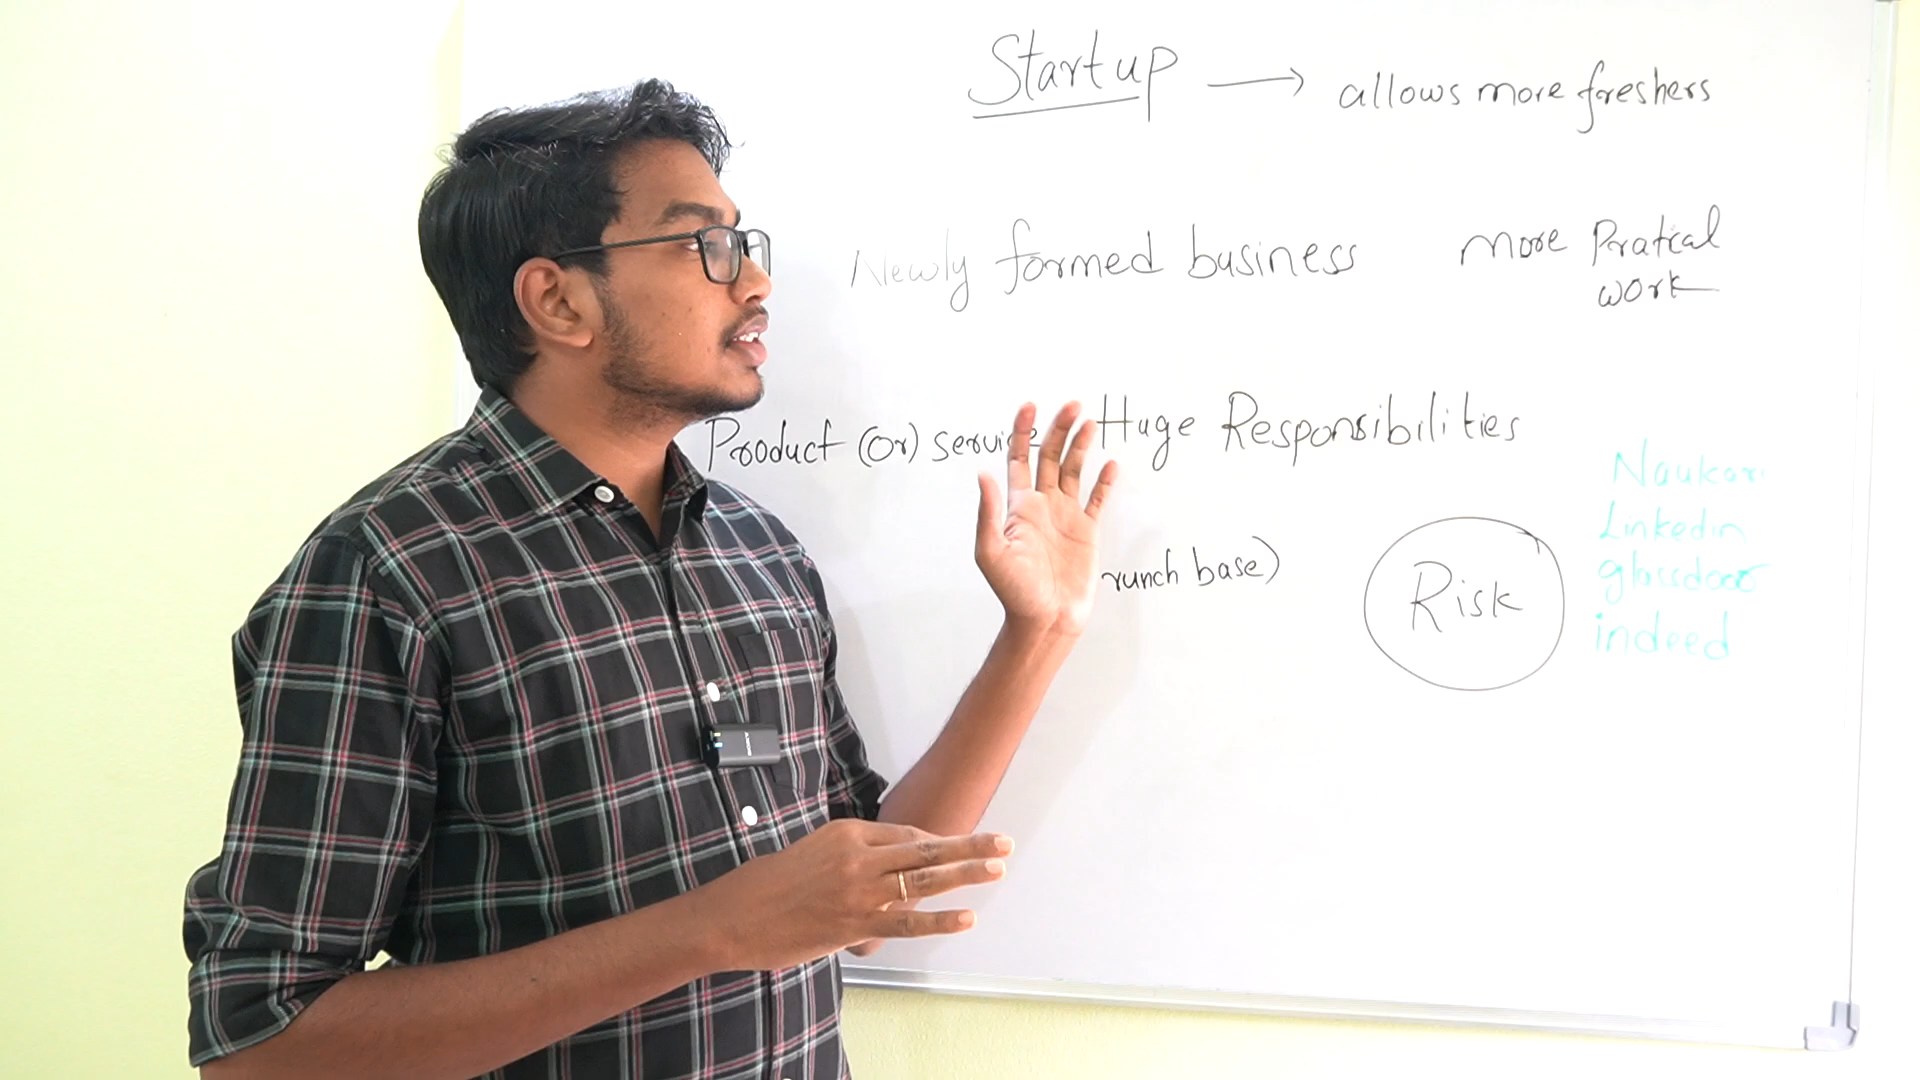 Startup → allows more freshers
Newly formed business
more Pratical
work
Product (or) service
Huge Responsibilities
runch base)
Risk
Naukari
Linkedin
glassdoor
indeed